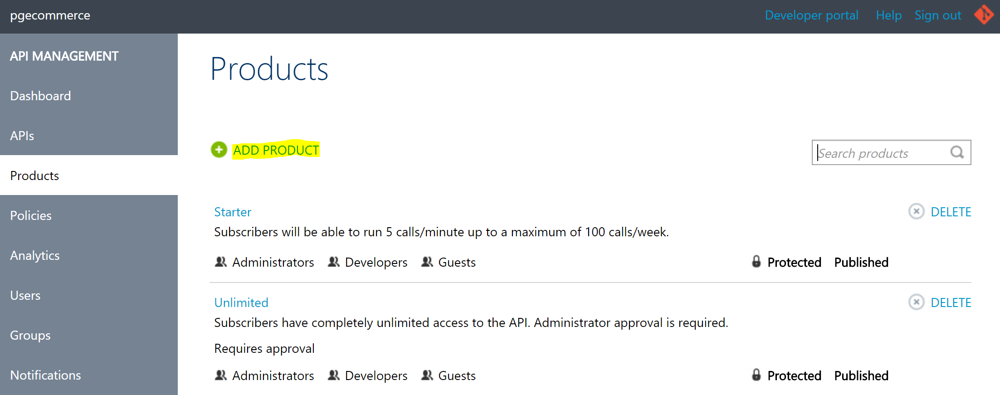 pgecommerce
Developer portal Help Sign out
API MANAGEMENT
Dashboard
APIs
Products
Policies
Analytics
Users
Groups
Notifications
Products
ADD PRODUCT
Search products
Starter
DELETE
Subscribers will be able to run 5 calls/minute up to a maximum of 100 calls/week.
Administrators Developers Guests
Protected Published
Unlimited
DELETE
Subscribers have completely unlimited access to the API. Administrator approval is required.
Requires approval
Administrators Developers Guests
Protected Published